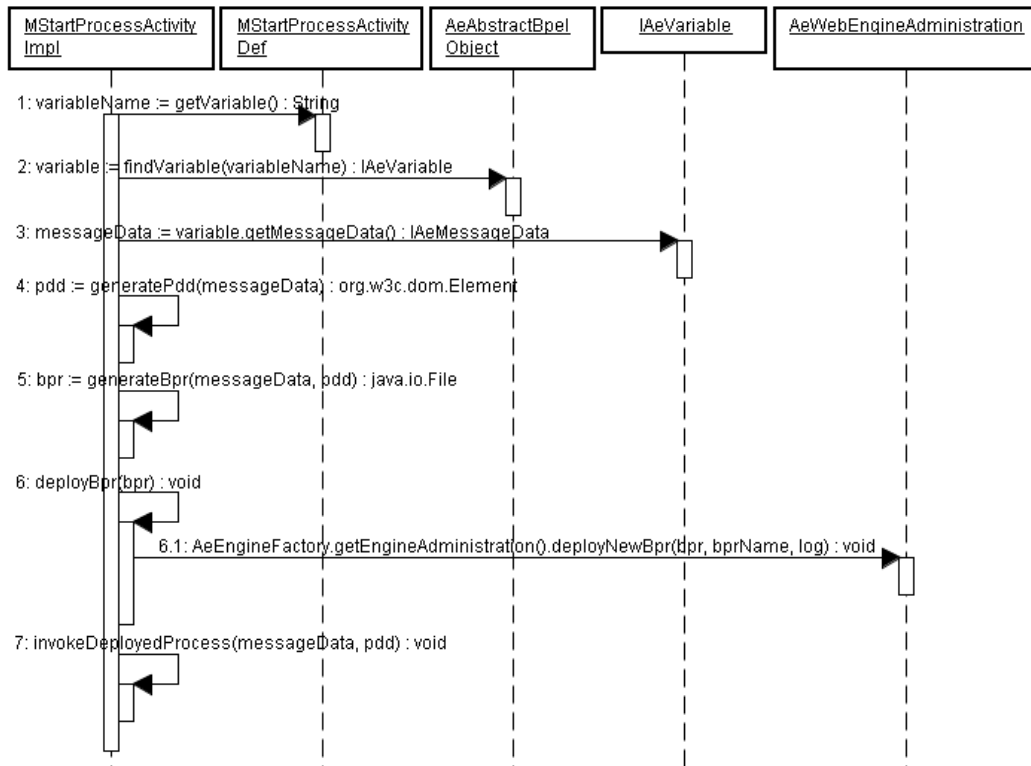 MStartProcessActivity
Impl
MStartProcessActivity
Def
AeAbstractBpel
Object
IAeVariable
AeWebEngineAdministration
1: variableName := getVariable() : String
2: variable := findVariable(variableName) : IAeVariable
3: messageData := variable.getMessageData() : IAeMessageData
4: pdd := generatePdd(messageData) : org.w3c.dom.Element
5: bpr := generateBpr(messageData, pdd) : java.io.File
6: deployBpr(bpr) : void
6.1: AeEngineFactory.getEngineAdministration().deployNewBpr(bpr, bprName, log) : void
7: invokeDeployedProcess(messageData, pdd) : void